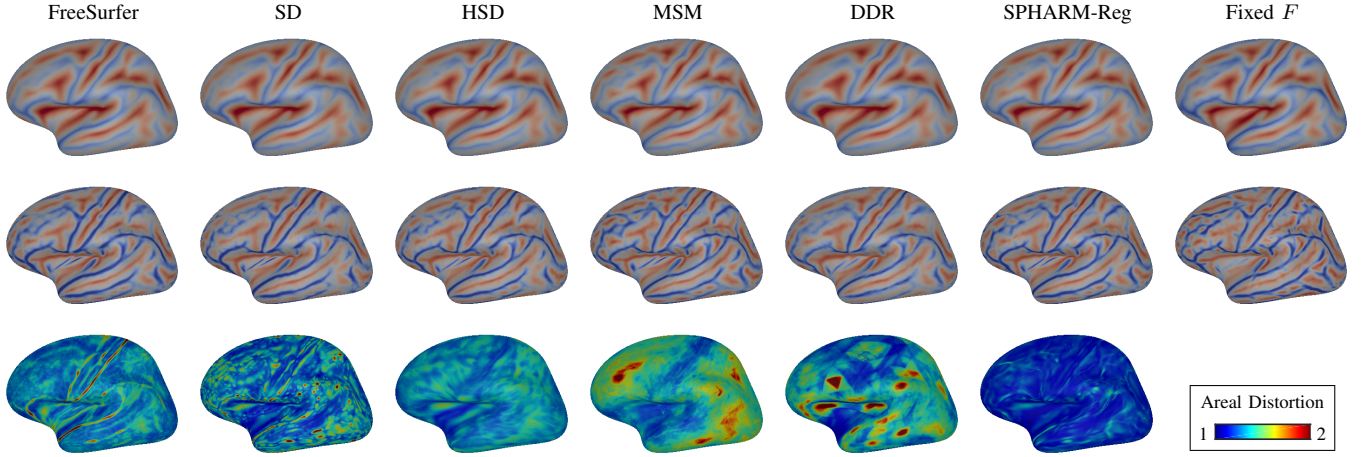 FreeSurfer SD HSD MSM DDR SPHARM-Reg Fixed F
Areal Distortion
1 2